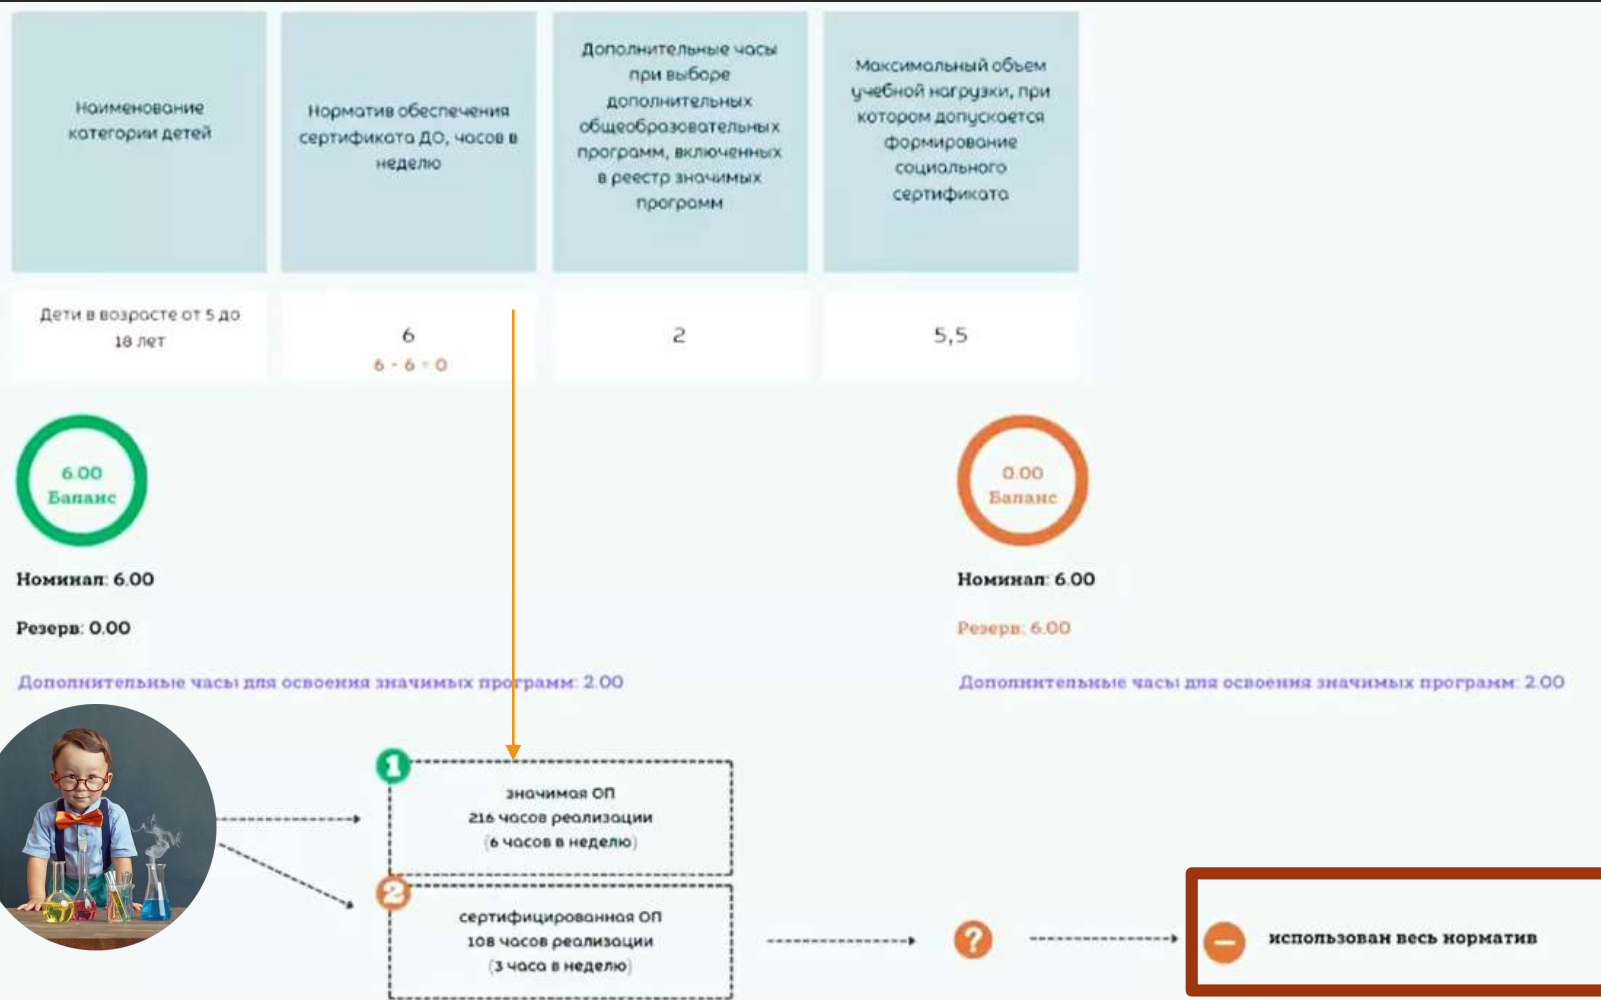 Наименование
категории детей
Норматив обеспечения
сертификата ДО, часов в
неделю
Дополнительные часы
при выборе
дополнительных
общеобразовательных
программ, включенных
в реестр значимых
программ
Максимальный объем
учебной нагрузки, при
котором допускается
формирование
социального
сертификата
Дети в возрасте от 5 до
18 лет
6
6 - 6 = 0
2
5,5
6.00
Баланс
Номинал: 6.00
Резерв: 0.00
Дополнительные часы для освоения значимых программ: 2.00
0.00
Баланс
Номинал: 6.00
Резерв: 6.00
Дополнительные часы для освоения значимых программ: 2.00
1
значимая ОП
216 часов реализации
(6 часов в неделю)
2
сертифицированная ОП
108 часов реализации
(3 часа в неделю)
?
использован весь норматив